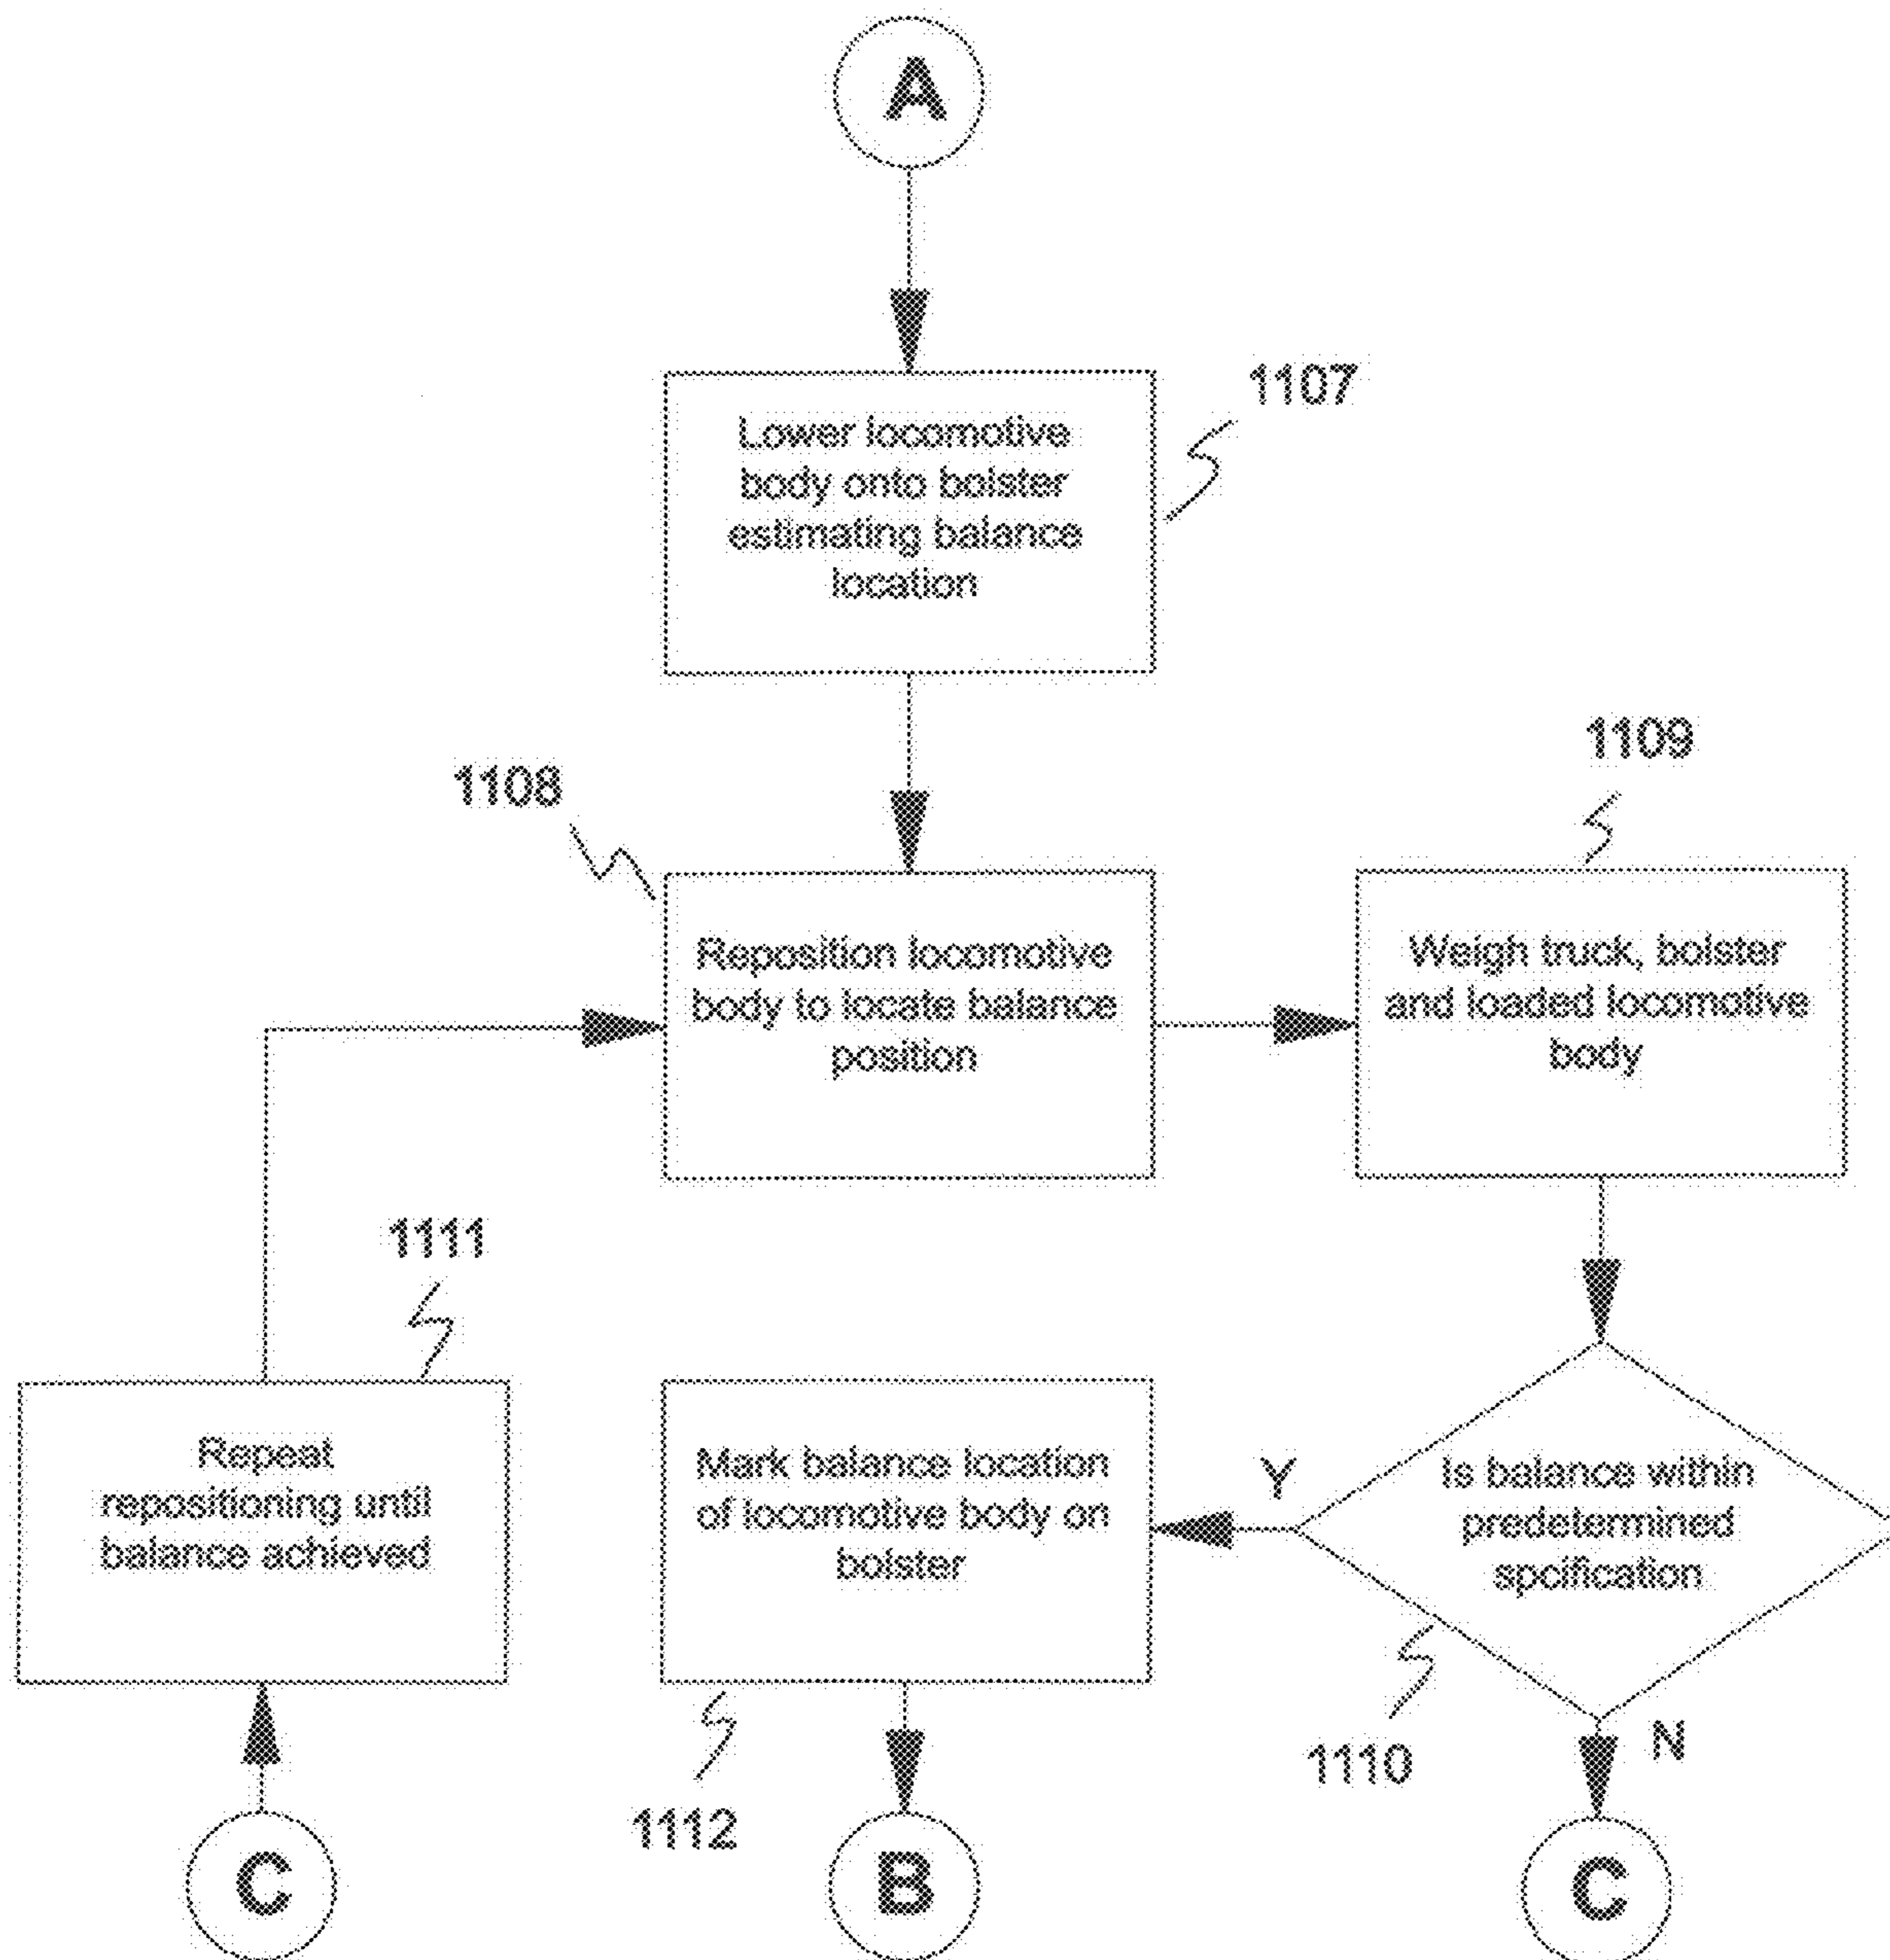 A
1107
Lower locomotive
body onto bolster
estimating balance
location
1108
1109
Reposition locomotive
body to locate balance
position
Weigh truck, bolster
and loaded locomotive
body
1111
Repeat
repositioning until
balance achieved
Mark balance location
of locomotive body on
bolster
Y
Is balance within
predetermined
spoification
N
1110
1112
C
B
C